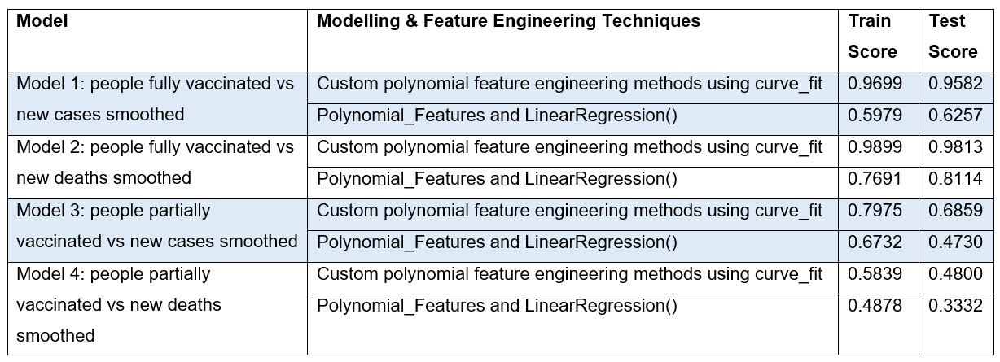 Model Modelling & Feature Engineering Techniques Train Score Test Score
Model 1: people fully vaccinated vs new cases smoothed
Custom polynomial feature engineering methods using curve_fit 0.9699 0.9582
Polynomial_Features and LinearRegression() 0.5979 0.6257
Model 2: people fully vaccinated vs new deaths smoothed
Custom polynomial feature engineering methods using curve_fit 0.9899 0.9813
Polynomial_Features and LinearRegression() 0.7691 0.8114
Model 3: people partially vaccinated vs new cases smoothed
Custom polynomial feature engineering methods using curve_fit 0.7975 0.6859
Polynomial_Features and LinearRegression() 0.6732 0.4730
Model 4: people partially vaccinated vs new deaths smoothed
Custom polynomial feature engineering methods using curve_fit 0.5839 0.4800
Polynomial_Features and LinearRegression() 0.4878 0.3332